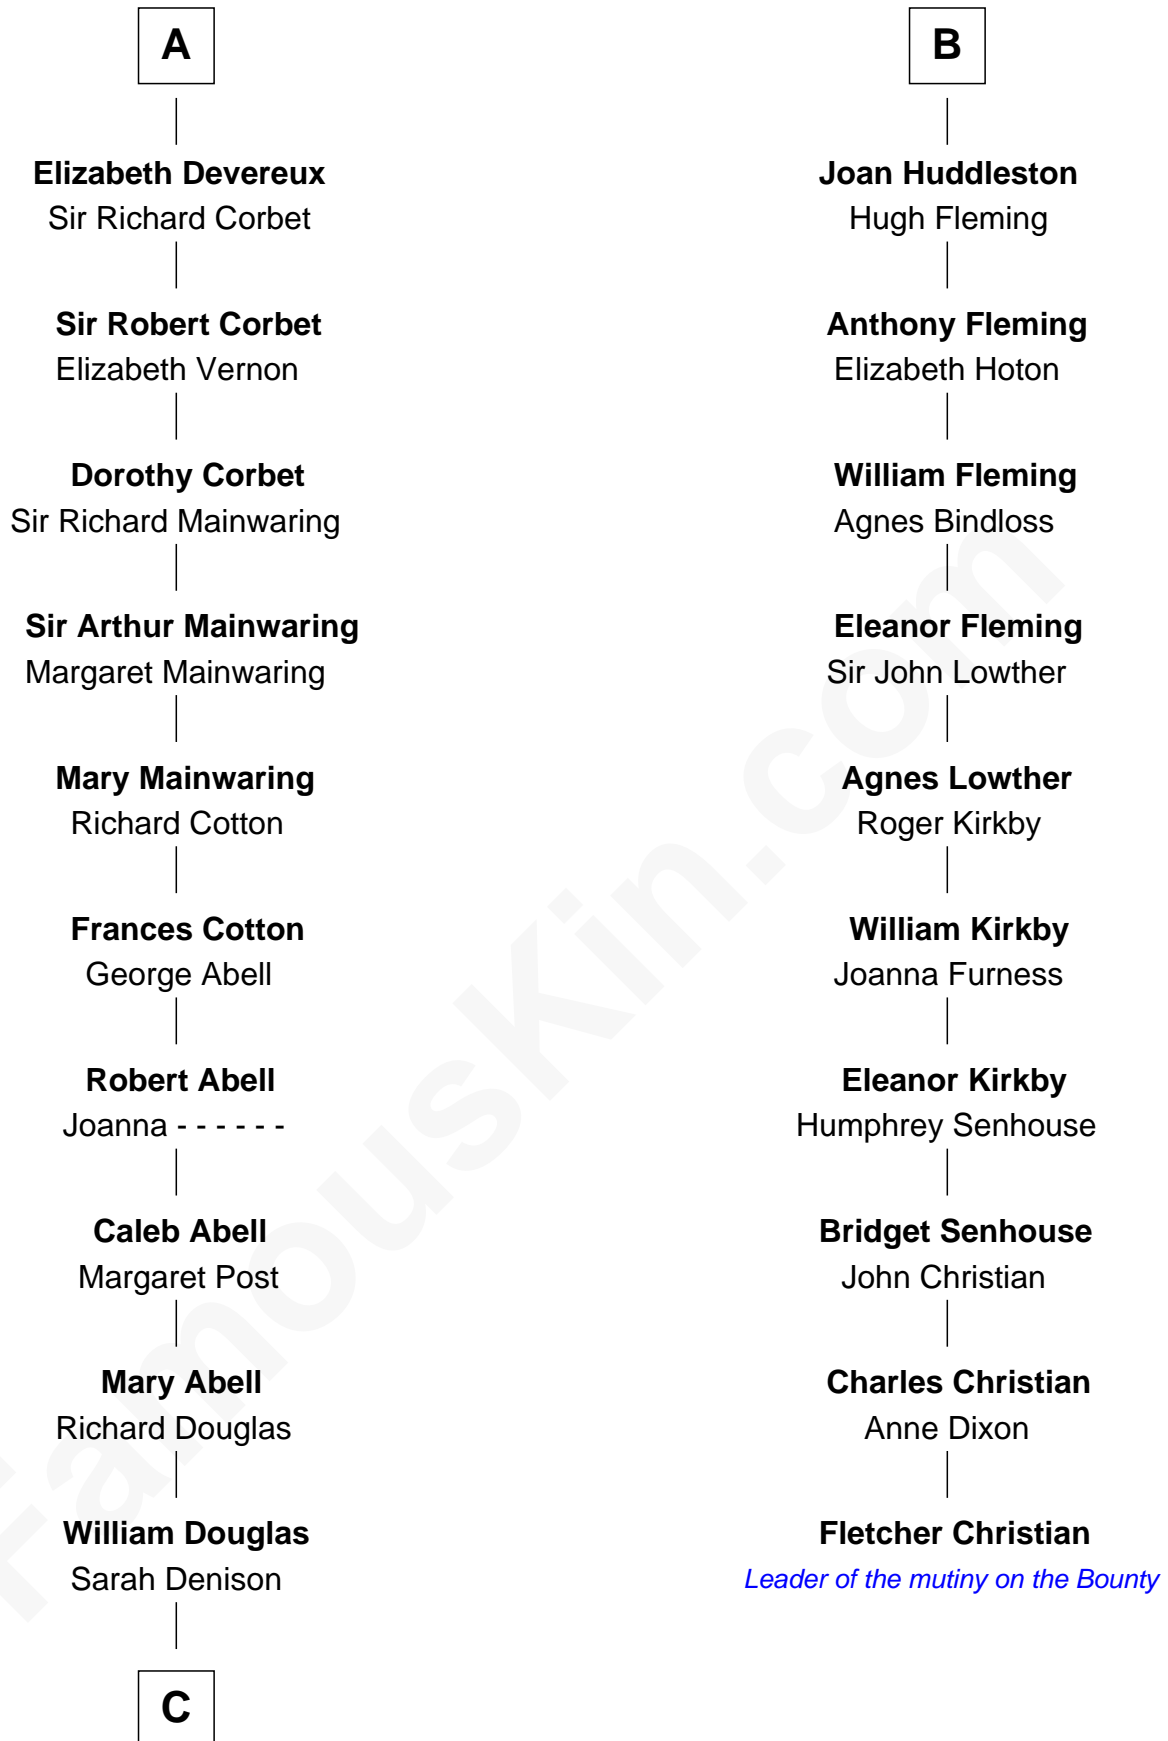 A
Elizabeth Devereux
Sir Richard Corbet
Sir Robert Corbet
Elizabeth Vernon
Dorothy Corbet
Sir Richard Mainwaring
Sir Arthur Mainwaring
Margaret Mainwaring
Mary Mainwaring
Richard Cotton
Frances Cotton
George Abell
Robert Abell
Joanna - - - - - -
Caleb Abell
Margaret Post
Mary Abell
Richard Douglas
William Douglas
Sarah Denison
C
B
Joan Huddleston
Hugh Fleming
Anthony Fleming
Elizabeth Hoton
William Fleming
Agnes Bindloss
Eleanor Fleming
Sir John Lowther
Agnes Lowther
Roger Kirkby
William Kirkby
Joanna Furness
Eleanor Kirkby
Humphrey Senhouse
Bridget Senhouse
John Christian
Charles Christian
Anne Dixon
Fletcher Christian
Leader of the mutiny on the Bounty
FamousKin.com